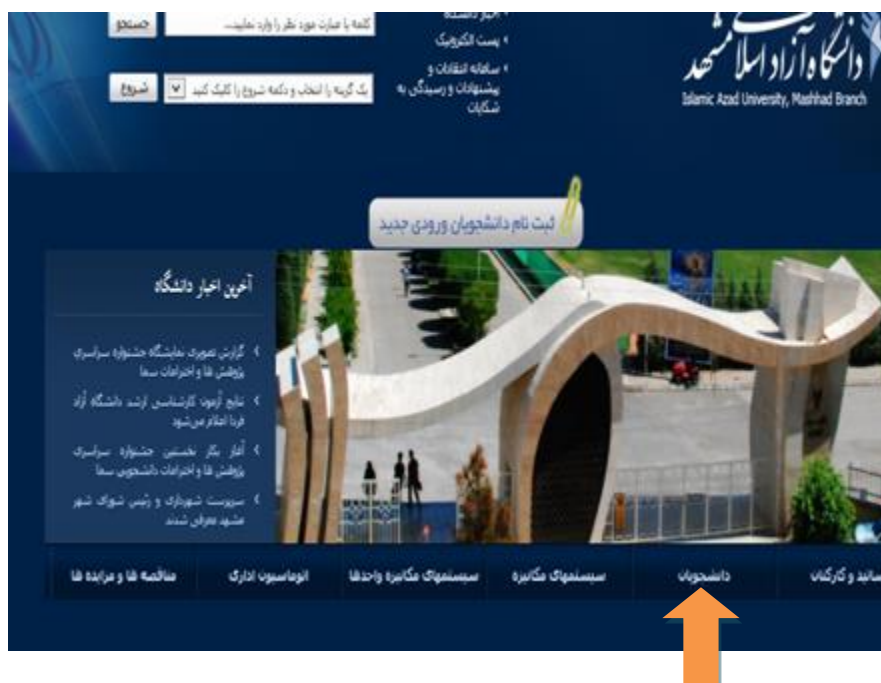 دانشگاه آزاد اسلامی مشهد
Islamic Azad University, Mashhad Branch
پست الکترونیک
سامانه انتقادات و
پیشنهادات و رسیدگی به
شکایات
کلمه یا عبارت مورد نظر را وارد نمایید...
جستجو
یک گزینه را انتخاب و دکمه شروع را کلیک کنید
شروع
ثبت نام دانشجویان ورودی جدید
آخرین اخبار دانشگاه
گزارش تصویری نمایشگاه جشنواره سراسری
پژوهش ها و اختراعات سما
نتایج آزمون کارشناسی ارشد دانشگاه آزاد
فردا اعلام می‌شود
آغاز بکار نخستین جشنواره سراسری
پژوهش ها و اختراعات دانشجویی سما
سرپرست شهرداری و رئیس شورای شهر
مشهد معرفی شدند
دانشجویان
سیستمهای مکانیزه
سیستمهای مکانیزه واحدها
اتوماسیون اداری
مناقصه ها و مزایده ها